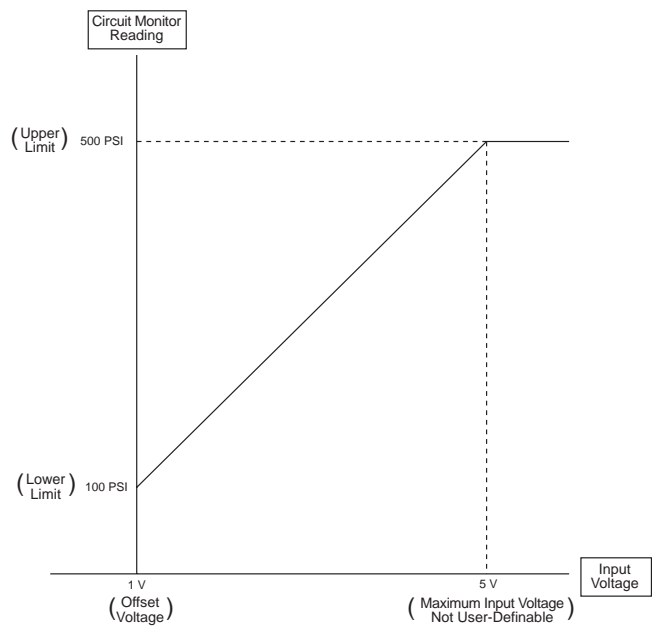 Circuit Monitor
Reading
(Upper
Limit) 500 PSI
(Lower
Limit) 100 PSI
1 V
(Offset
Voltage)
5 V
(Maximum Input Voltage
Not User-Definable)
Input
Voltage